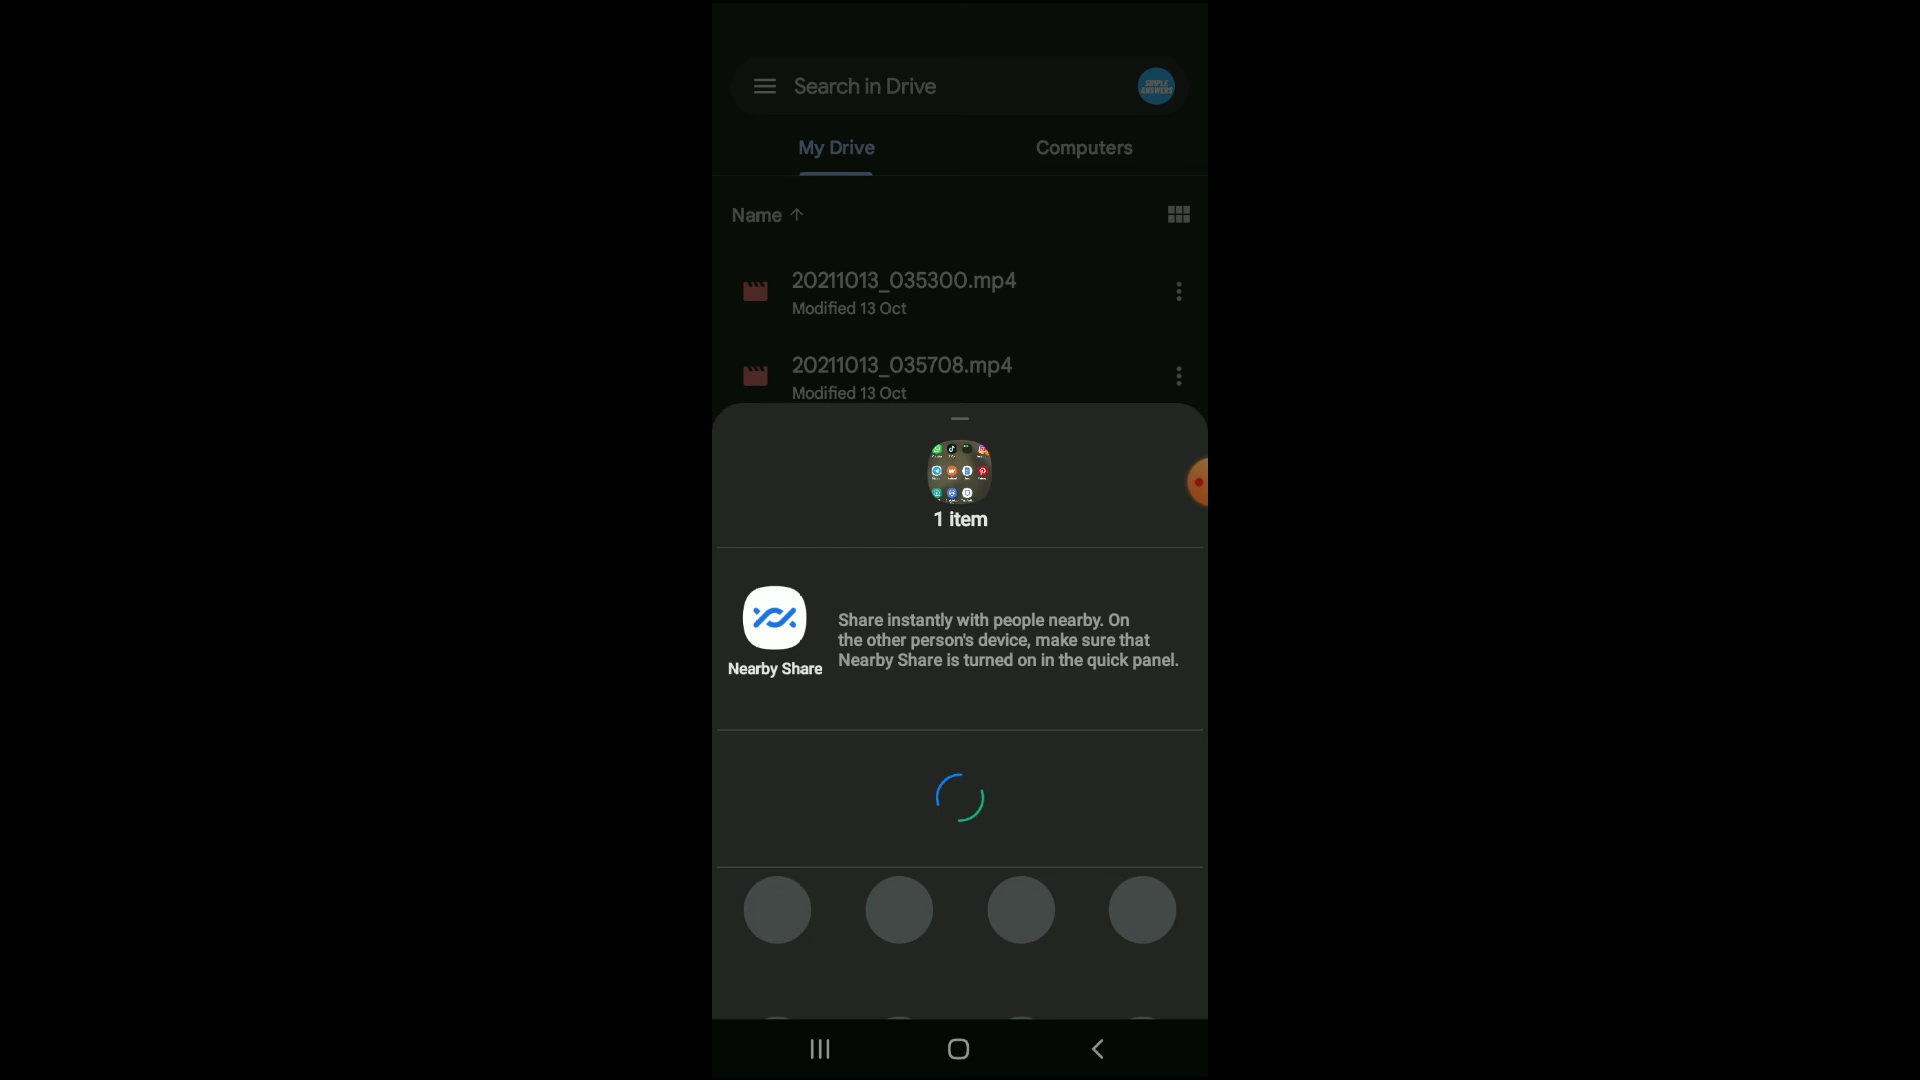 Search in Drive
SIMPLE
ANSWERS
My Drive
Computers
Name
20211013_035300.mp4
Modified 13 Oct
20211013_035708.mp4
Modified 13 Oct
1 item
Share instantly with people nearby. On
the other person's device, make sure that
Nearby Share is turned on in the quick panel.
Nearby Share